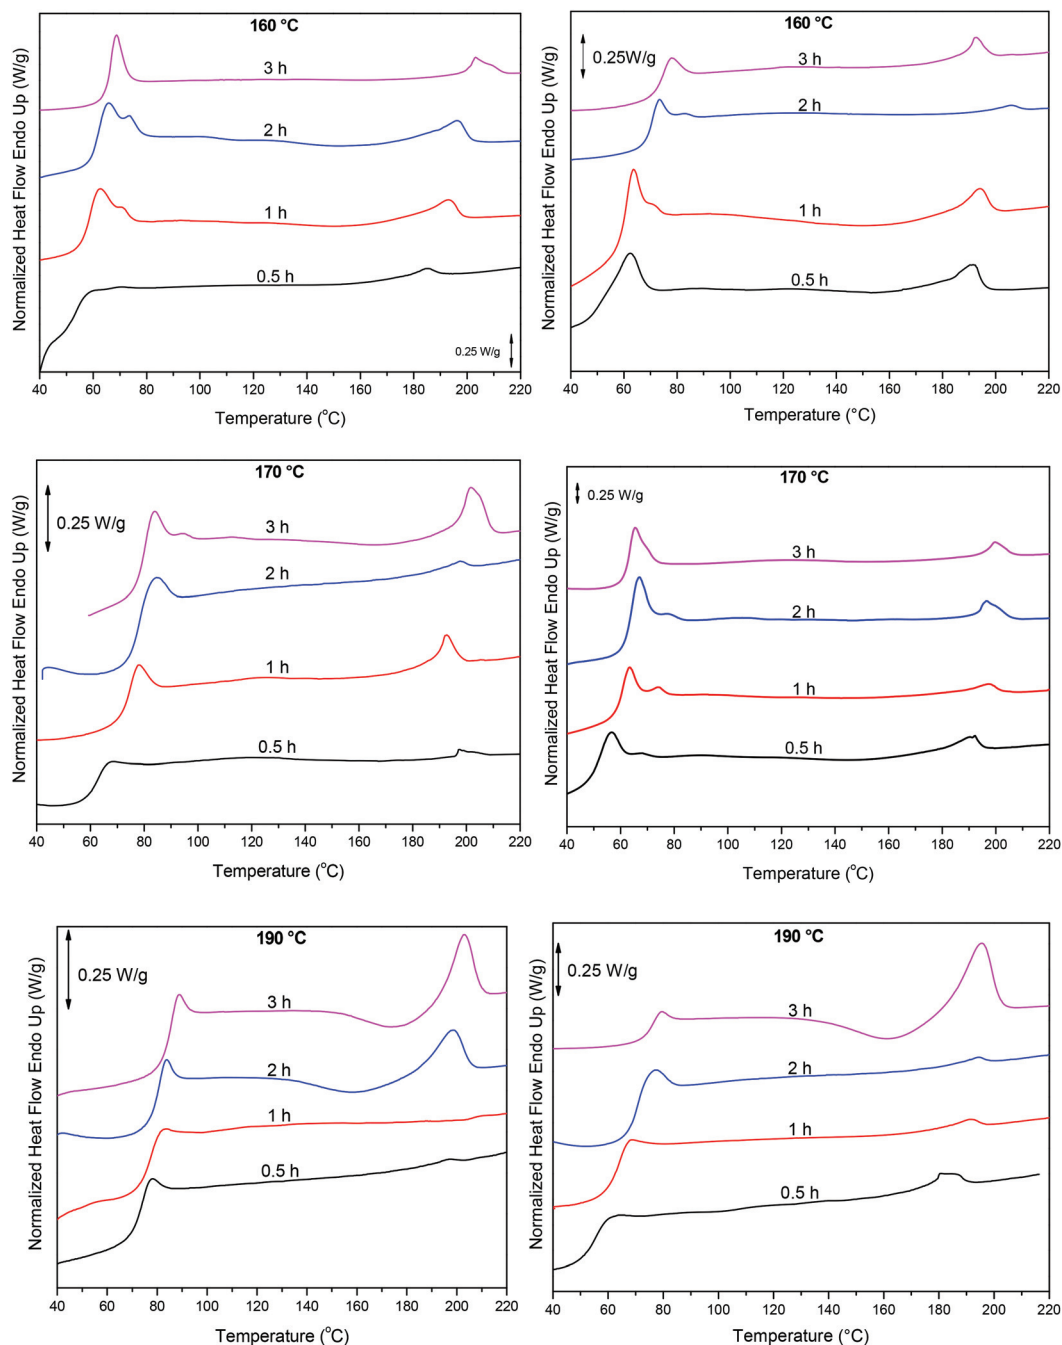 160 °C
Normalized Heat Flow Endo Up (W/g)
3 h
2 h
1 h
0.5 h
0.25 W/g
40 60 80 100 120 140 160 180 200 220
Temperature (°C)
160 °C
Normalized Heat Flow Endo Up (W/g)
0.25W/g
3 h
2 h
1 h
0.5 h
40 60 80 100 120 140 160 180 200 220
Temperature (°C)
170 °C
Normalized Heat Flow Endo Up (W/g)
0.25 W/g
3 h
2 h
1 h
0.5 h
40 60 80 100 120 140 160 180 200 220
Temperature (°C)
170 °C
Normalized Heat Flow Endo Up (W/g)
0.25 W/g
3 h
2 h
1 h
0.5 h
40 60 80 100 120 140 160 180 200 220
Temperature (°C)
190 °C
Normalized Heat Flow Endo Up (W/g)
0.25 W/g
3 h
2 h
1 h
0.5 h
40 60 80 100 120 140 160 180 200 220
Temperature (°C)
190 °C
Normalized Heat Flow Endo Up (W/g)
0.25 W/g
3 h
2 h
1 h
0.5 h
40 60 80 100 120 140 160 180 200 220
Temperature (°C)